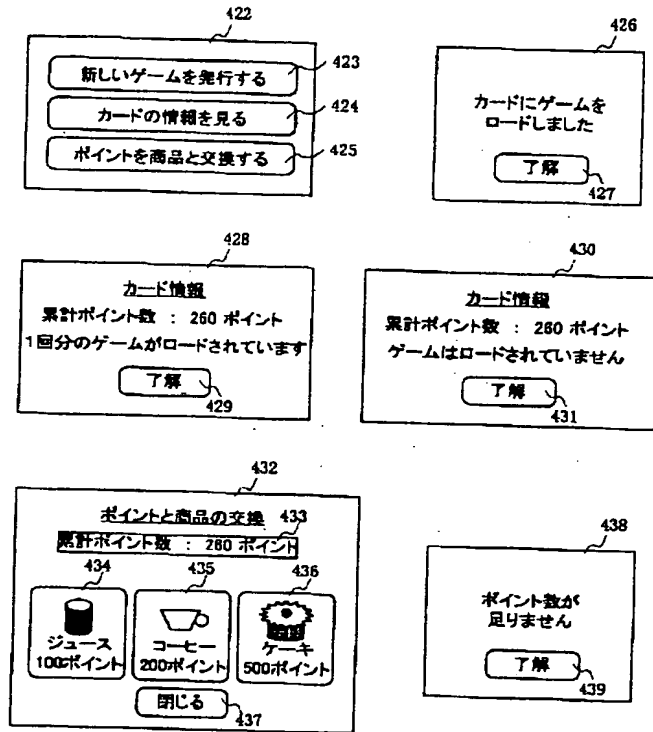 422
新しいゲームを発行する
423
カードの情報を見る
424
ポイントを商品と交換する
425
426
カードにゲームを
ロードしました
了解
427
428
カード情報
累計ポイント数 : 260 ポイント
1回分のゲームがロードされています
了解
429
430
カード情報
累計ポイント数 : 260 ポイント
ゲームはロードされていません
了解
431
432
ポイントと商品の交換
433
累計ポイント数 : 260 ポイント
434
ジュース
100ポイント
435
コーヒー
200ポイント
436
ケーキ
500ポイント
閉じる
437
438
ポイント数が
足りません
了解
439